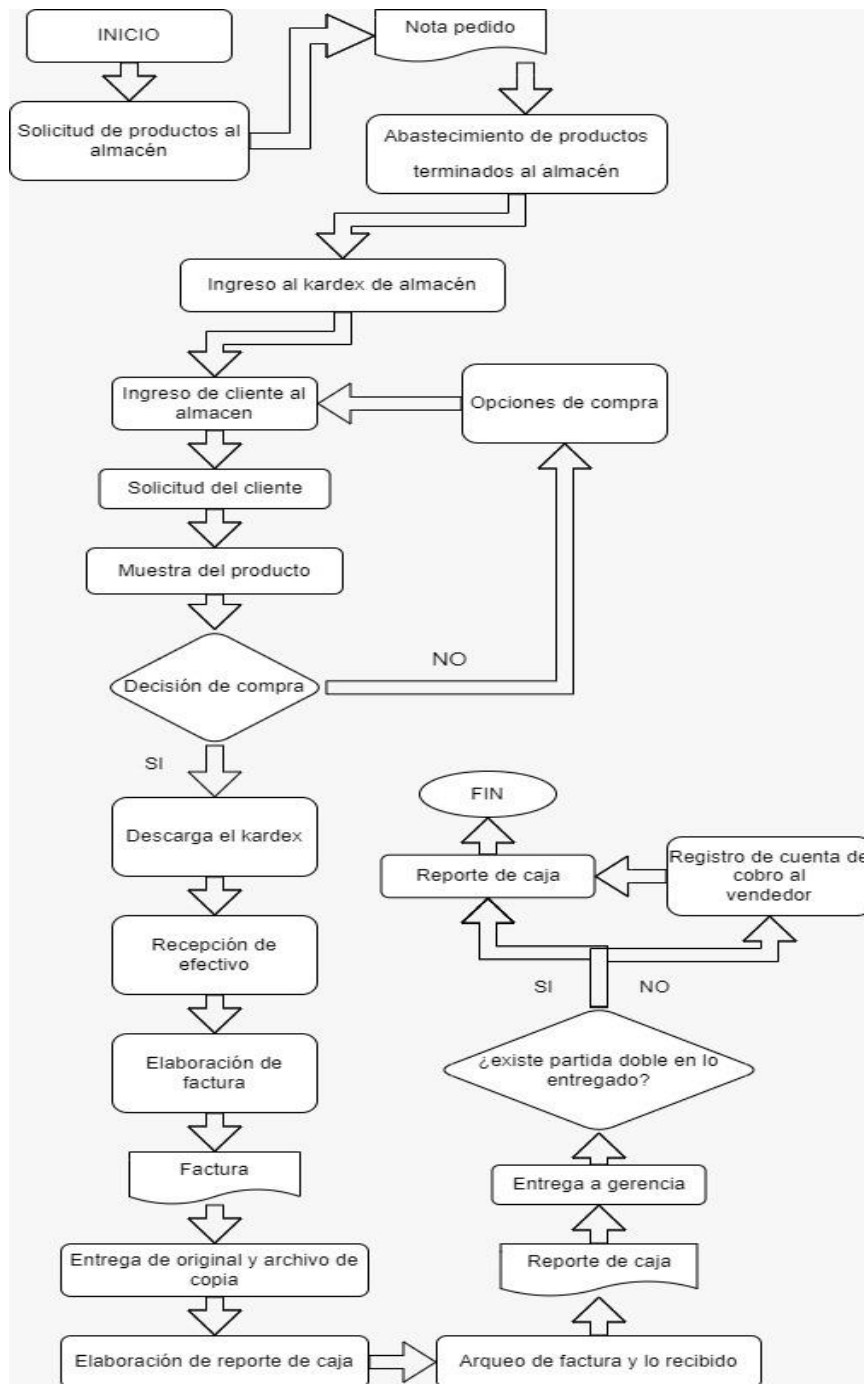 INICIO
Nota pedido
Solicitud de productos al
almacén
Abastecimiento de productos
terminados al almacén
Ingreso al kardex de almacén
Ingreso de cliente al
almacen
Opciones de compra
Solicitud del cliente
Muestra del producto
NO
Decisión de compra
SI
Descarga el kardex
Recepción de
efectivo
Elaboración de
factura
Factura
Entrega de original y archivo de
copia
Elaboración de reporte de caja
Arqueo de factura y lo recibido
Reporte de caja
Entrega a gerencia
¿existe partida doble en lo
entregado?
SI
NO
Registro de cuenta de
cobro al
vendedor
Reporte de caja
FIN